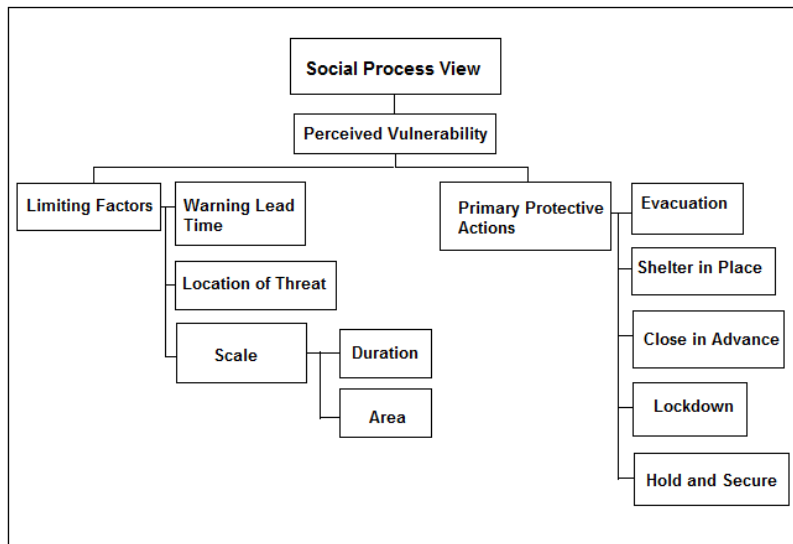 Social Process View
Perceived Vulnerability
Limiting Factors
Warning Lead
Time
Location of Threat
Scale
Duration
Area
Primary Protective
Actions
Evacuation
Shelter in Place
Close in Advance
Lockdown
Hold and Secure